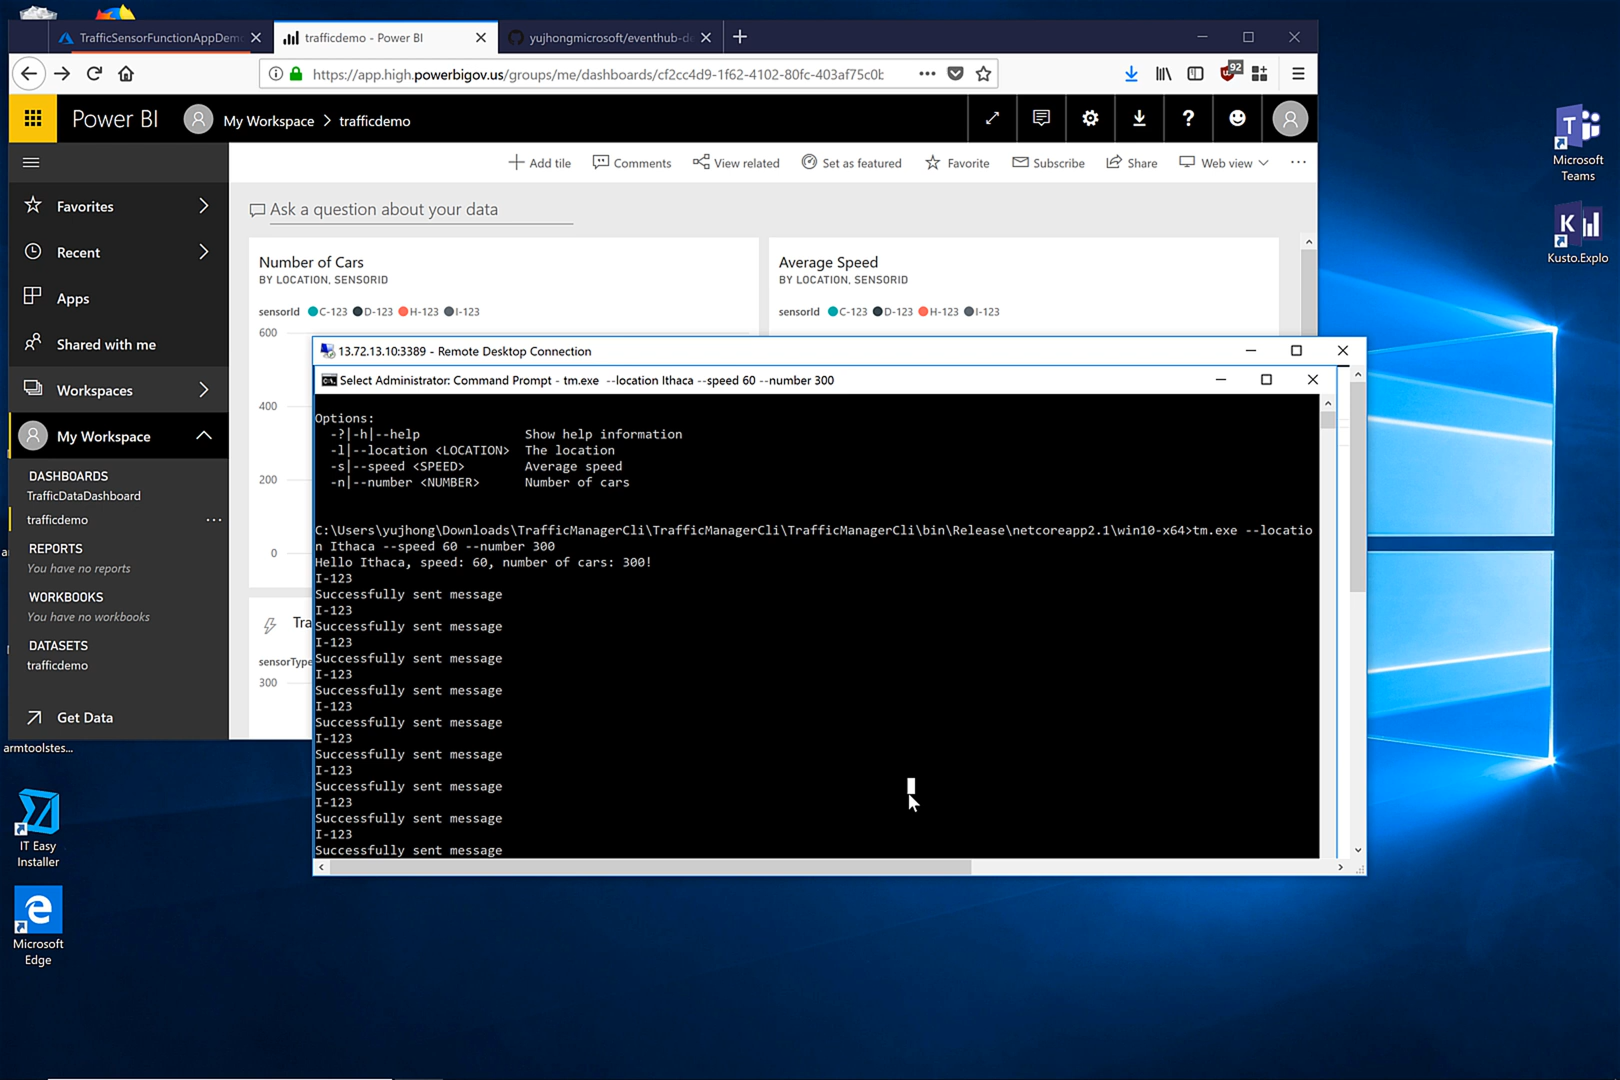 TrafficSensorFunctionAppDem
trafficdemo - Power BI
yujhongmicrosoft/eventhub-d
https://app.high.powerbigov.us/groups/me/dashboards/cf2cc4d9-1f62-4102-80fc-403af75c0b
92
Power BI
My Workspace > trafficdemo
Add tile
Comments
View related
Set as featured
Favorite
Subscribe
Share
Web view
Favorites
Recent
Apps
Shared with me
Workspaces
My Workspace
DASHBOARDS
TrafficDataDashboard
trafficdemo
REPORTS
You have no reports
WORKBOOKS
You have no workbooks
DATASETS
trafficdemo
Get Data
Ask a question about your data
Number of Cars
BY LOCATION, SENSORID
sensorId C-123 D-123 H-123 I-123
600
400
200
0
Average Speed
BY LOCATION, SENSORID
sensorId C-123 D-123 H-123 I-123
Tra
sensorType
300
13.72.13.10:3389 - Remote Desktop Connection
Select Administrator: Command Prompt - tm.exe --location Ithaca --speed 60 --number 300
Options:
-?|-h|--help Show help information
-l|--location <LOCATION> The location
-s|--speed <SPEED> Average speed
-n|--number <NUMBER> Number of cars
C:\Users\yujhong\Downloads\TrafficManagerCli\TrafficManagerCli\TrafficManagerCli\bin\Release\netcoreapp2.1\win10-x64>tm.exe --locatio
n Ithaca --speed 60 --number 300
Hello Ithaca, speed: 60, number of cars: 300!
I-123
Successfully sent message
I-123
Successfully sent message
I-123
Successfully sent message
I-123
Successfully sent message
I-123
Successfully sent message
I-123
Successfully sent message
I-123
Successfully sent message
I-123
Successfully sent message
I-123
Successfully sent message
Microsoft
Teams
Kusto.Explo
armtoolstes...
IT Easy
Installer
Microsoft
Edge